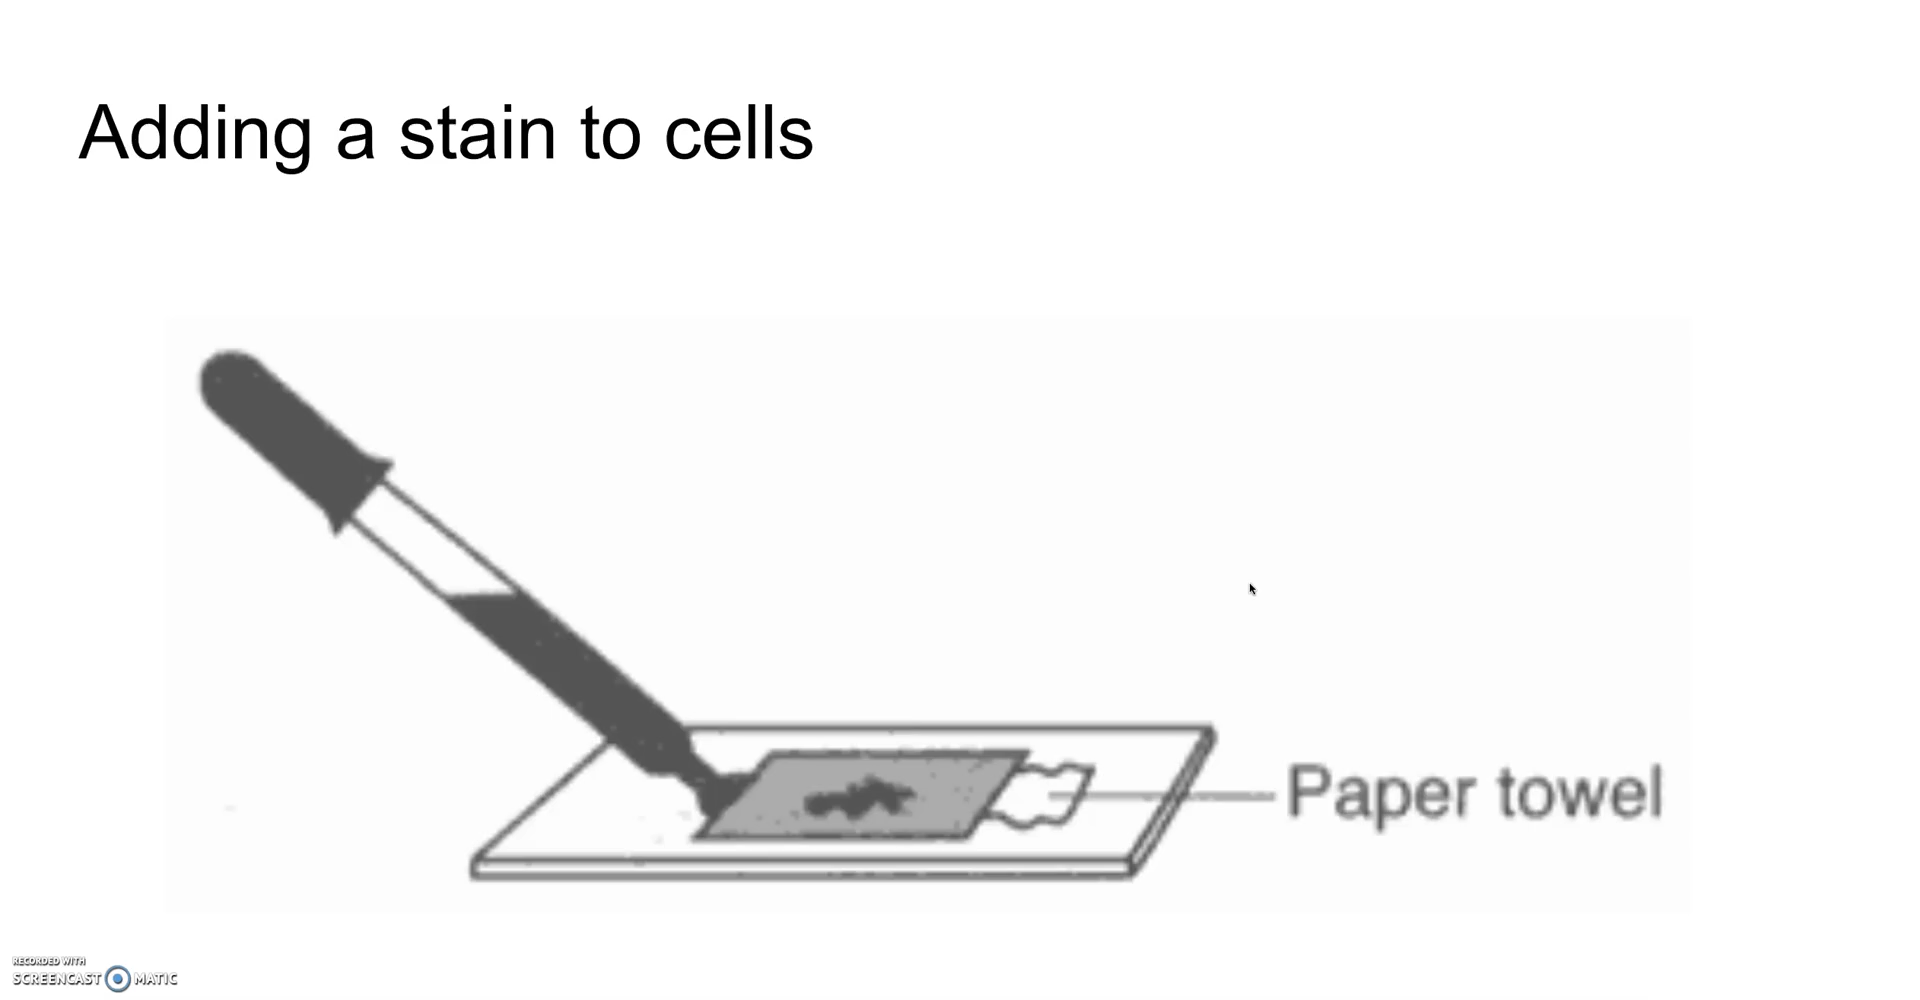 Adding a stain to cells
Paper towel
RECORDED WITH
SCREENCAST MATIC